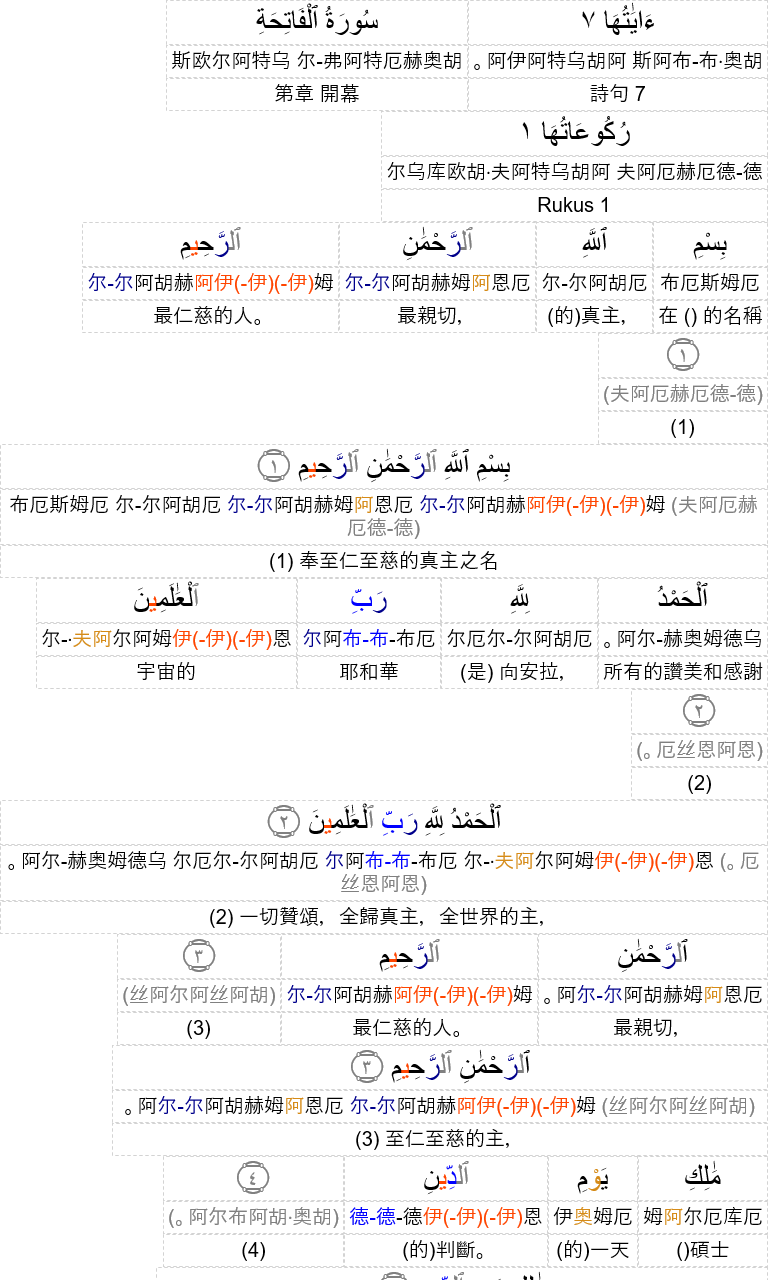 سُورَةُ ٱلْفَاتِحَةِ ءَايَٰتُهَا ٧
斯欧尔阿特乌 尔-弗阿特厄赫奥胡 。阿伊阿特乌胡阿 斯阿布-布·奥胡
第章 開幕 詩句 7
رُكُوعَاتُهَا ١
尔乌库欧胡·夫阿特乌胡阿 夫阿厄赫厄德-德
Rukus 1
بِسْمِ ٱللَّهِ ٱلرَّحْمَٰنِ ٱلرَّحِيمِ
尔-尔阿胡赫阿伊(-伊)(-伊)姆 尔-尔阿胡赫姆阿恩厄 尔-尔阿胡厄 布厄斯姆厄
最仁慈的人。 最親切, (的)真主, 在 () 的名稱
١
(夫阿厄赫厄德-德)
(1)
بِسْمِ ٱللَّهِ ٱلرَّحْمَٰنِ ٱلرَّحِيمِ ١
布厄斯姆厄 尔-尔阿胡厄 尔-尔阿胡赫姆阿恩厄 尔-尔阿胡赫阿伊(-伊)(-伊)姆 (夫阿厄赫
厄德-德)
(1) 奉至仁至慈的真主之名
ٱلْحَمْدُ لِلَّهِ رَبِّ ٱلْعَٰلَمِينَ
尔-·夫阿尔阿姆伊(-伊)(-伊)恩 尔阿布-布-布厄 尔厄尔-尔阿胡厄 。阿尔-赫奥姆德乌
宇宙的 耶和華 (是) 向安拉, 所有的讚美和感謝
٢
(。厄丝恩阿恩)
(2)
ٱلْحَمْدُ لِلَّهِ رَبِّ ٱلْعَٰلَمِينَ ٢
。阿尔-赫奥姆德乌 尔厄尔-尔阿胡厄 尔阿布-布-布厄 尔-·夫阿尔阿姆伊(-伊)(-伊)恩 (。厄
丝恩阿恩)
(2) 一切贊頌, 全歸真主, 全世界的主,
ٱلرَّحْمَٰنِ ٱلرَّحِيمِ ٣
(丝阿尔阿丝阿胡) 尔-尔阿胡赫阿伊(-伊)(-伊)姆 。阿尔-尔阿胡赫姆阿恩厄
(3) 最仁慈的人。 最親切,
ٱلرَّحْمَٰنِ ٱلرَّحِيمِ ٣
。阿尔-尔阿胡赫姆阿恩厄 尔-尔阿胡赫阿伊(-伊)(-伊)姆 (丝阿尔阿丝阿胡)
(3) 至仁至慈的主,
مَٰلِكِ يَوْمِ ٱلدِّينِ ٤
(。阿尔布阿胡·奥胡) 德-德-德伊(-伊)(-伊)恩 伊奥姆厄 姆阿尔厄库厄
(4) (的)判斷。 (的)一天 ()碩士